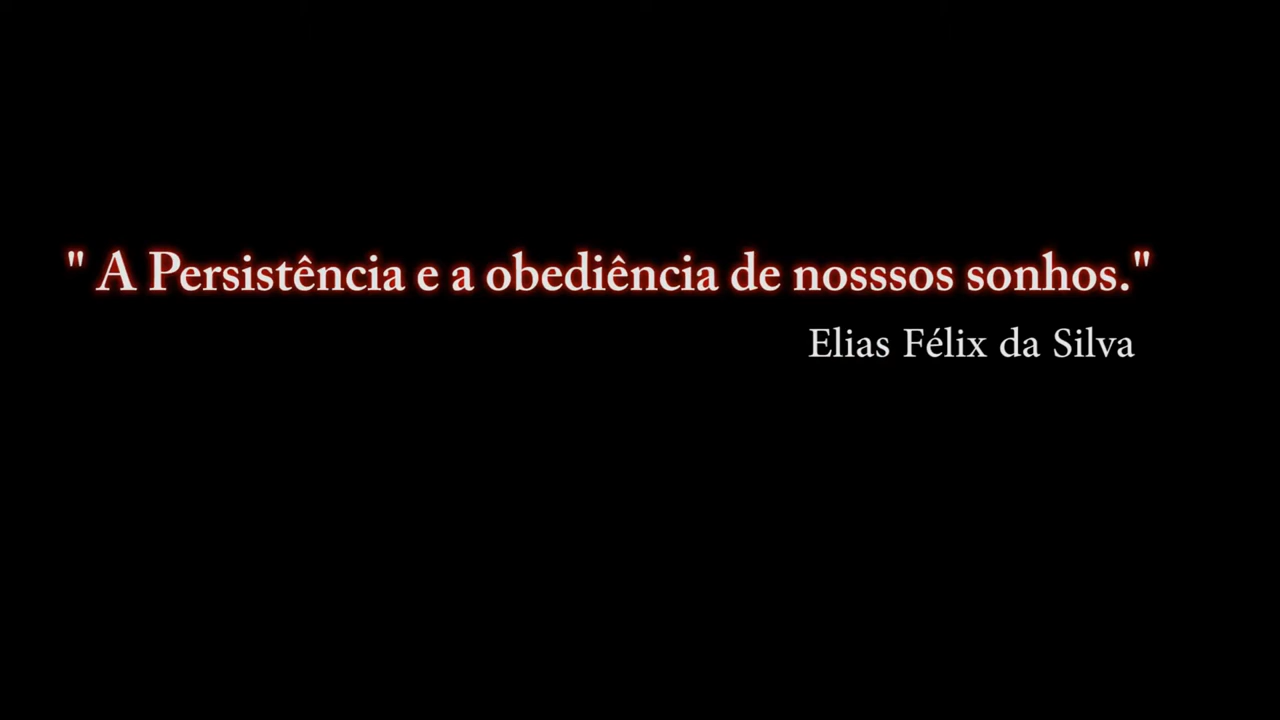 " A Persistência e a obediência de nosssos sonhos."
Elias Félix da Silva